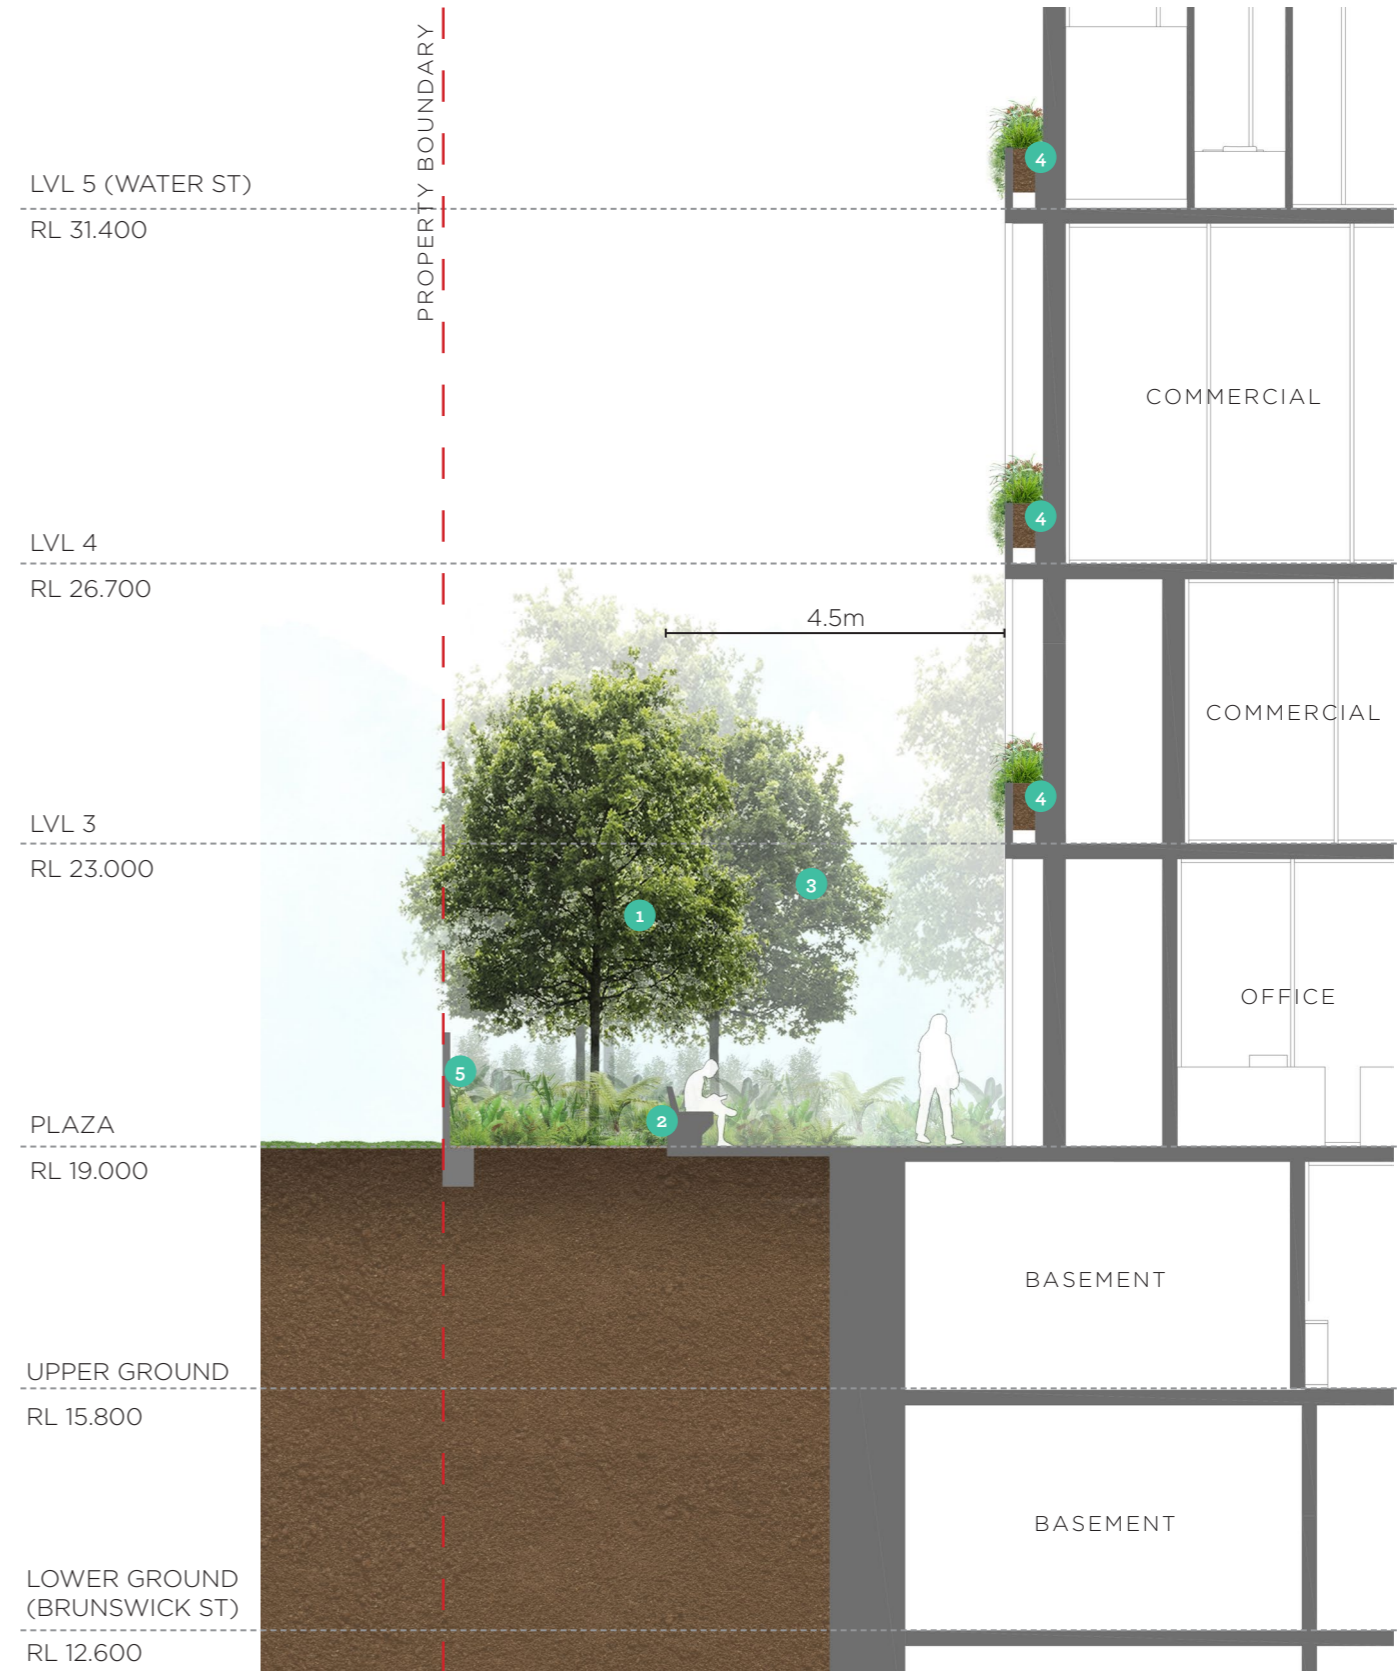 PROPERTY BOUNDARY
4
LVL 5 (WATER ST)
RL 31.400
COMMERCIAL
4
LVL 4
RL 26.700
4.5m
COMMERCIAL
4
LVL 3
RL 23.000
3
1
OFFICE
5
2
PLAZA
RL 19.000
BASEMENT
UPPER GROUND
RL 15.800
BASEMENT
LOWER GROUND
(BRUNSWICK ST)
RL 12.600